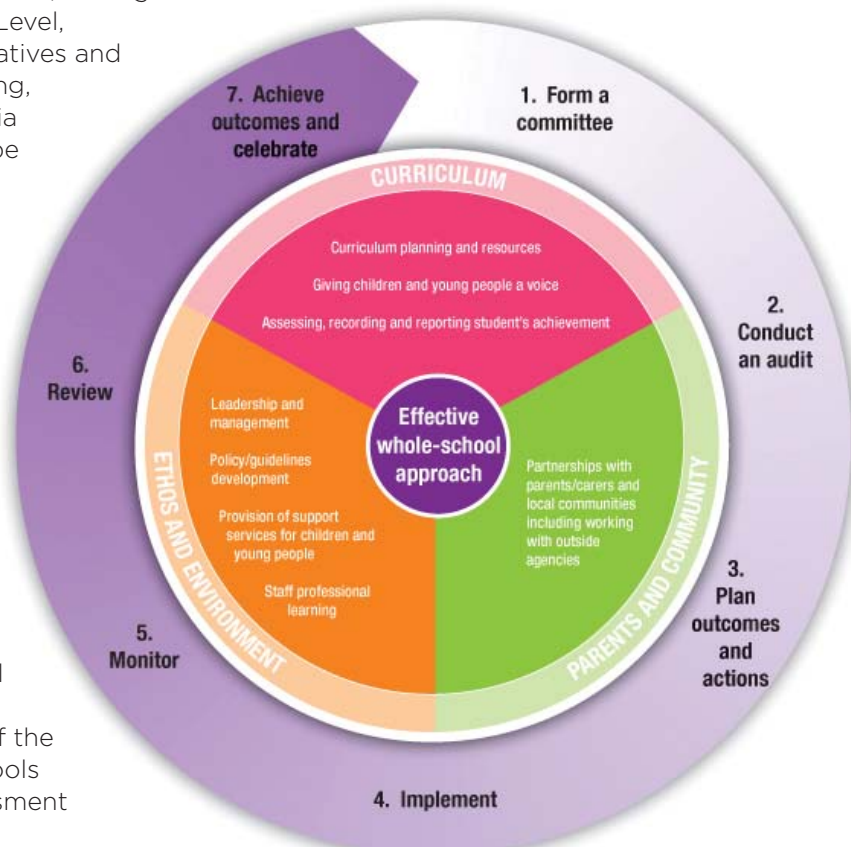 Level,
atives and
ng,
ia
be
f the
ools
sment
7. Achieve
outcomes and
celebrate
1. Form a
committee
2.
Conduct
an audit
3.
Plan
outcomes
and
actions
4. Implement
5.
Monitor
6.
Review
CURRICULUM
Curriculum planning and resources
Giving children and young people a voice
Assessing, recording and reporting student's achievement
ETHOS AND ENVIRONMENT
Leadership and
management
Policy/guidelines
development
Provision of support
services for children and
young people
Staff professional
learning
Effective
whole-school
approach
PARENTS AND COMMUNITY
Partnerships with
parents/carers and
local communities
including working
with outside
agencies